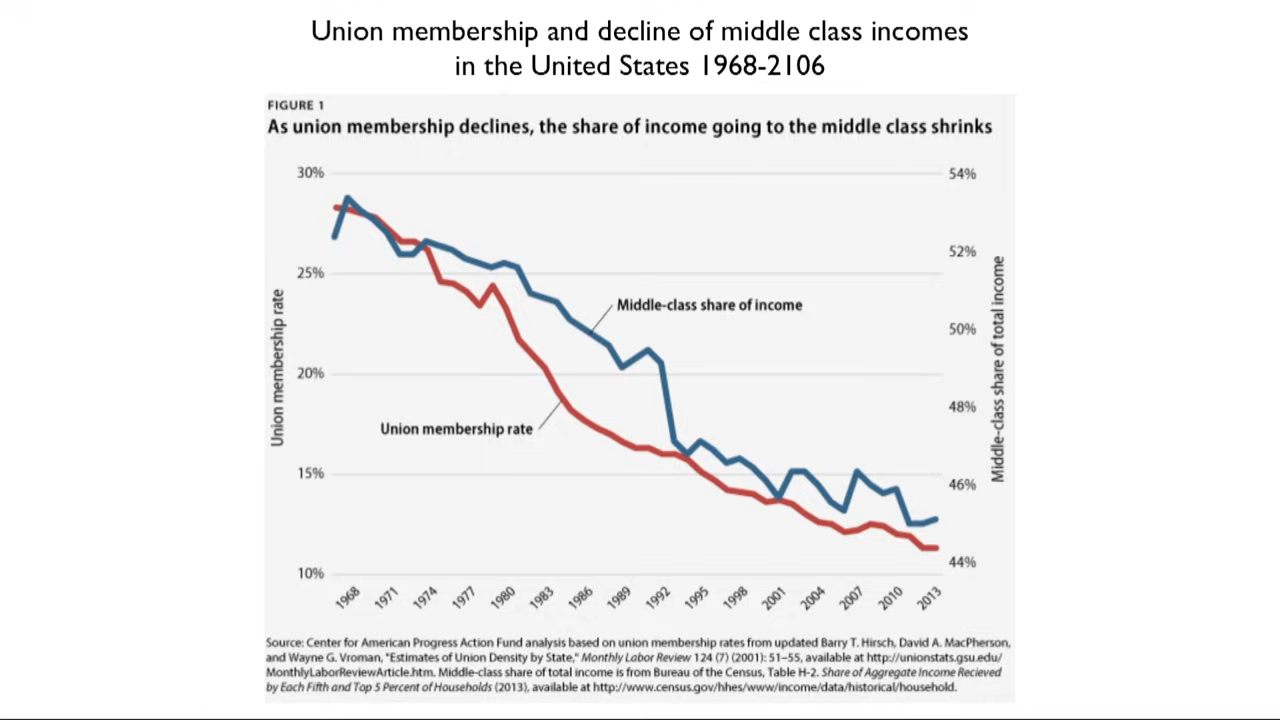 Union membership and decline of middle class incomes
in the United States 1968-2106
FIGURE 1
As union membership declines, the share of income going to the middle class shrinks
30%
25%
20%
15%
10%
Union membership rate
54%
52%
50%
48%
46%
44%
Middle-class share of total income
Middle-class share of income
Union membership rate
1968
1971
1974
1977
1980
1983
1986
1989
1992
1995
1998
2001
2004
2007
2010
2013
Source: Center for American Progress Action Fund analysis based on union membership rates from updated Barry T. Hirsch, David A. MacPherson,
and Wayne G. Vroman, "Estimates of Union Density by State," Monthly Labor Review 124 (7) (2001): 51–55, available at http://unionstats.gsu.edu/
MonthlyLaborReviewArticle.htm. Middle-class share of total income is from Bureau of the Census, Table H-2. Share of Aggregate Income Recieved
by Each Fifth and Top 5 Percent of Households (2013), available at http://www.census.gov/hhes/www/income/data/historical/household.